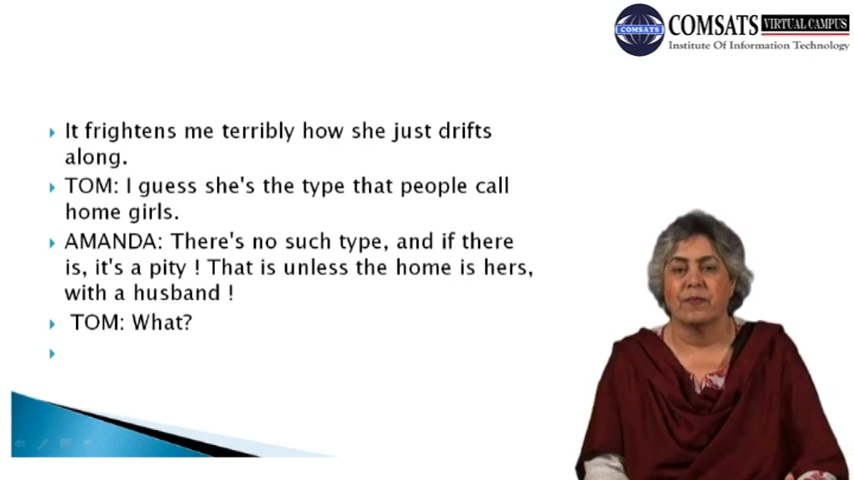 COMSATS
COMSATS VIRTUAL CAMPUS
Institute Of Information Technology
It frightens me terribly how she just drifts
along.
TOM: I guess she's the type that people call
home girls.
AMANDA: There's no such type, and if there
is, it's a pity ! That is unless the home is hers,
with a husband !
TOM: What?